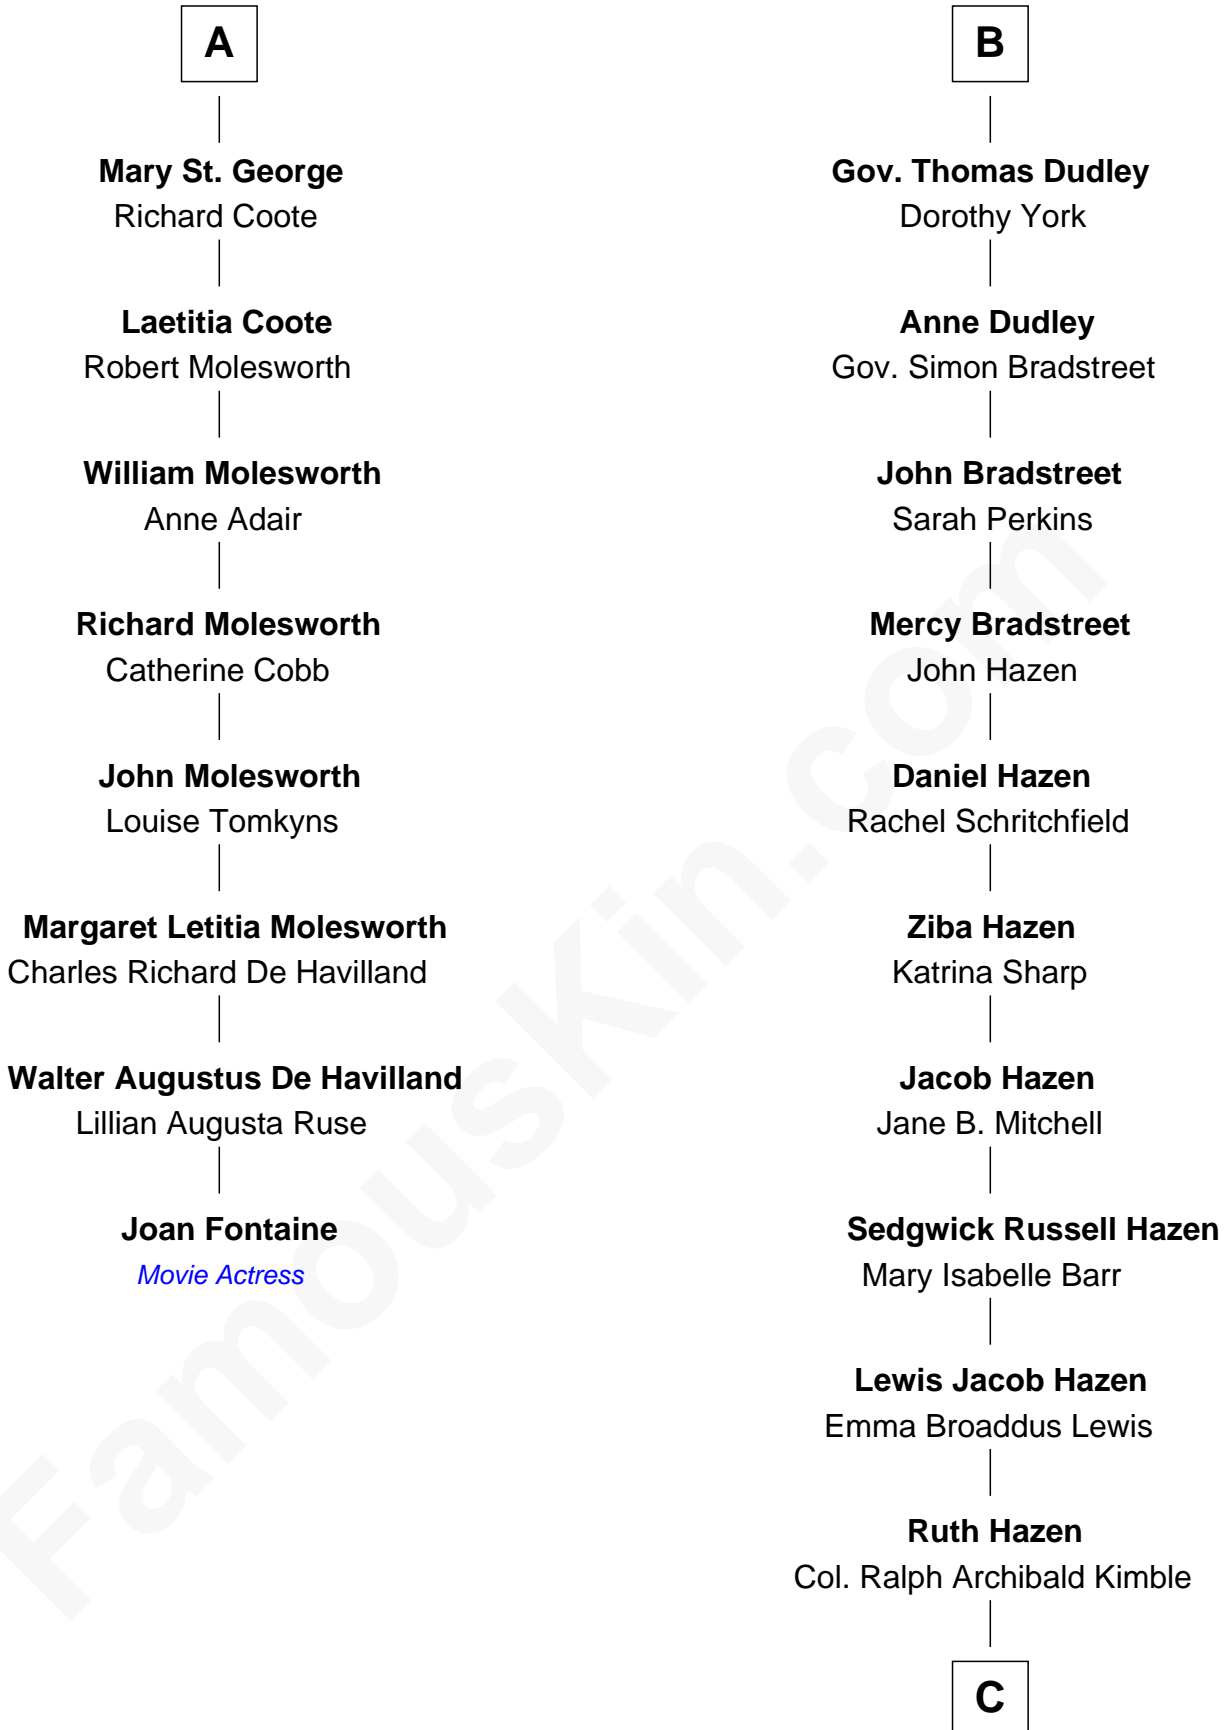 A
Mary St. George
Richard Coote
Laetitia Coote
Robert Molesworth
William Molesworth
Anne Adair
Richard Molesworth
Catherine Cobb
John Molesworth
Louise Tomkyns
Margaret Letitia Molesworth
Charles Richard De Havilland
Walter Augustus De Havilland
Lillian Augusta Ruse
Joan Fontaine
Movie Actress
B
Gov. Thomas Dudley
Dorothy York
Anne Dudley
Gov. Simon Bradstreet
John Bradstreet
Sarah Perkins
Mercy Bradstreet
John Hazen
Daniel Hazen
Rachel Schritchfield
Ziba Hazen
Katrina Sharp
Jacob Hazen
Jane B. Mitchell
Sedgwick Russell Hazen
Mary Isabelle Barr
Lewis Jacob Hazen
Emma Broaddus Lewis
Ruth Hazen
Col. Ralph Archibald Kimble
C
FamousKin.com